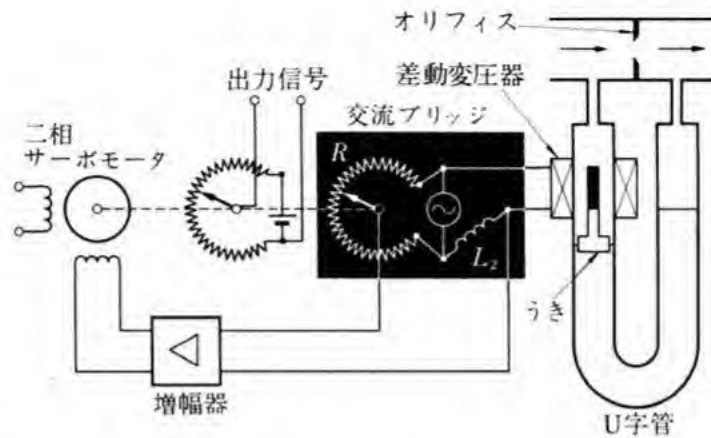 オリフィス
出力信号
差動変圧器
交流ブリッジ
二相
サーボモータ
R
L₂
うき
増幅器
U字管